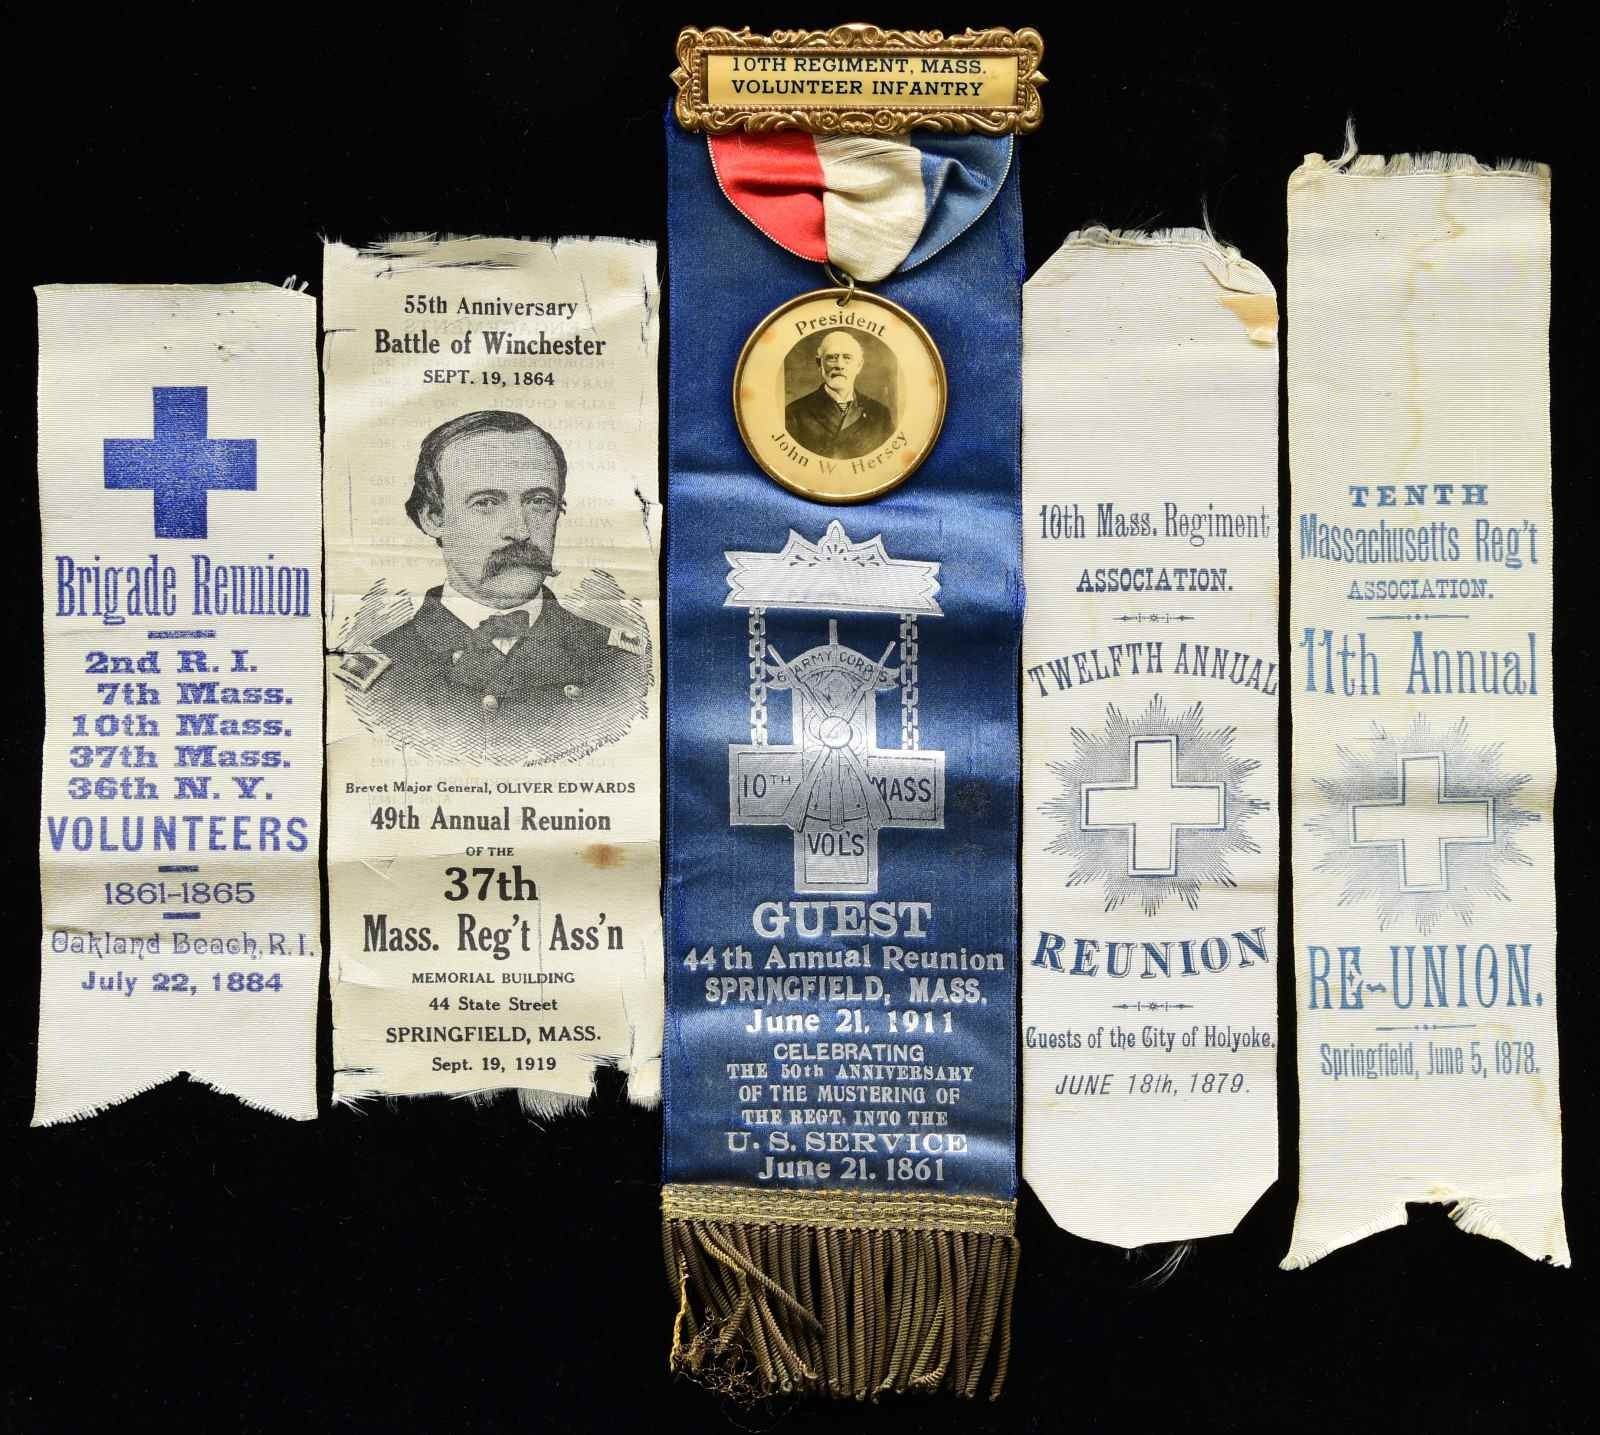 Brigade Reunion
2nd R. I.
7th Mass.
10th Mass.
37th Mass.
36th N. Y.
VOLUNTEERS
1861-1865
Oakland Beach, R. I.
July 22, 1884
55th Anniversary
Battle of Winchester
SEPT. 19, 1864
Brevet Major General, OLIVER EDWARDS
49th Annual Reunion
OF THE
37th
Mass. Reg't Ass'n
MEMORIAL BUILDING
44 State Street
SPRINGFIELD, MASS.
Sept. 19, 1919
10TH REGIMENT, MASS.
VOLUNTEER INFANTRY
President
John W Hersey
6 ARMY CORPS
10TH MASS
VOL'S
GUEST
44th Annual Reunion
SPRINGFIELD, MASS.
June 21, 1911
CELEBRATING
THE 50th ANNIVERSARY
OF THE MUSTERING OF
THE REGT. INTO THE
U. S. SERVICE
June 21. 1861
10th Mass. Regiment
ASSOCIATION.
TWELFTH ANNUAL
REUNION
Guests of the City of Holyoke.
JUNE 18th, 1879.
TENTH
Massachusetts Reg't
ASSOCIATION.
11th Annual
RE-UNION.
Springfield, June 5, 1878.